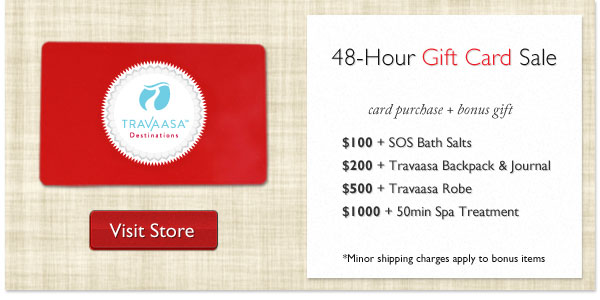 TRAVAASA™
Destinations
Visit Store
48-Hour Gift Card Sale
card purchase + bonus gift
$100 + SOS Bath Salts
$200 + Travaasa Backpack & Journal
$500 + Travaasa Robe
$1000 + 50min Spa Treatment
*Minor shipping charges apply to bonus items